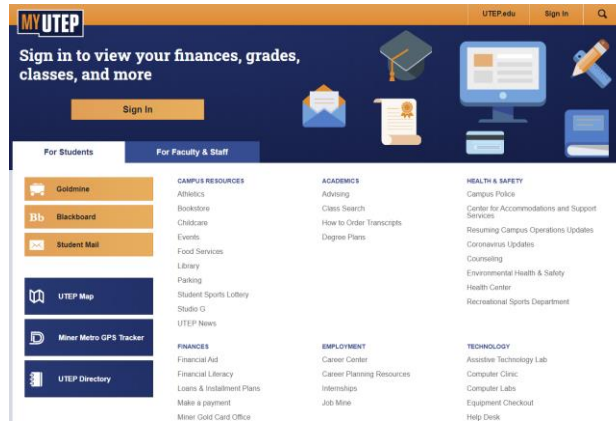 MYUTEP
UTEP.edu
Sign In
Sign in to view your finances, grades,
classes, and more
Sign In
For Students
For Faculty & Staff
Goldmine
Bb Blackboard
Student Mail
UTEP Map
Miner Metro GPS Tracker
UTEP Directory
CAMPUS RESOURCES
Athletics
Bookstore
Childcare
Events
Food Services
Library
Parking
Student Sports Lottery
Studio G
UTEP News
ACADEMICS
Advising
Class Search
How to Order Transcripts
Degree Plans
HEALTH & SAFETY
Campus Police
Center for Accommodations and Support
Services
Resuming Campus Operations Updates
Coronavirus Updates
Counseling
Environmental Health & Safety
Health Center
Recreational Sports Department
FINANCES
Financial Aid
Financial Literacy
Loans & Installment Plans
Make a payment
Miner Gold Card Office
EMPLOYMENT
Career Center
Career Planning Resources
Internships
Job Mine
TECHNOLOGY
Assistive Technology Lab
Computer Clinic
Computer Labs
Equipment Checkout
Help Desk